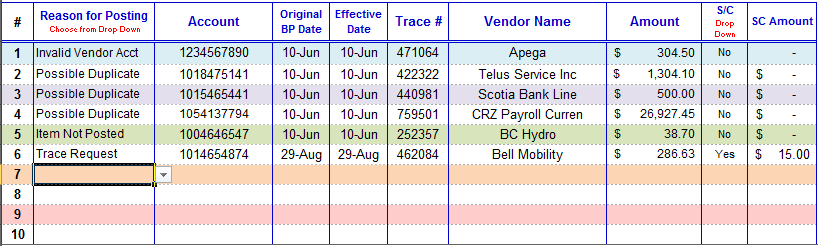 # Reason for Posting Choose from Drop Down Account Original BP Date Effective Date Trace # Vendor Name Amount S/C Drop Down SC Amount
1 Invalid Vendor Acct 1234567890 10-Jun 10-Jun 471064 Apega $ 304.50 No -
2 Possible Duplicate 1018475141 10-Jun 10-Jun 422322 Telus Service Inc $ 1,304.10 No $ -
3 Possible Duplicate 1015465441 10-Jun 10-Jun 440981 Scotia Bank Line $ 500.00 No $ -
4 Possible Duplicate 1054137794 10-Jun 10-Jun 759501 CRZ Payroll Curren $ 26,927.45 No $ -
5 Item Not Posted 1004646547 10-Jun 10-Jun 252357 BC Hydro $ 38.70 No $ -
6 Trace Request 1014654874 29-Aug 29-Aug 462084 Bell Mobility $ 286.63 Yes $ 15.00
7
8
9
10